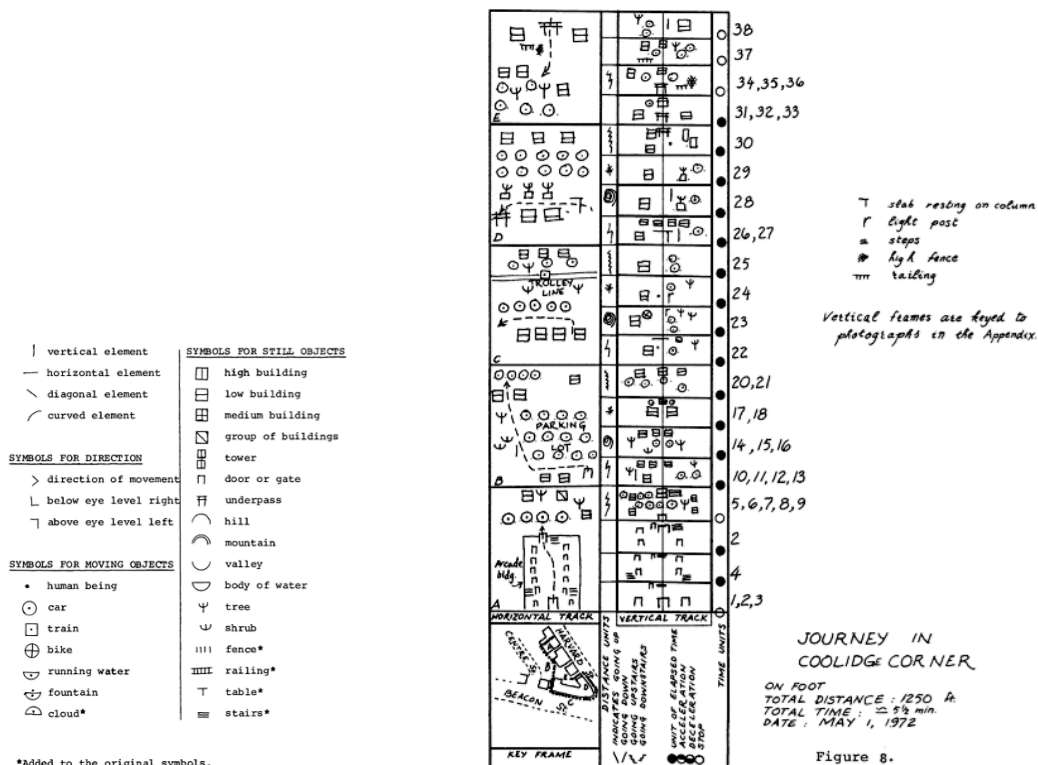 | vertical element
— horizontal element
\ diagonal element
curved element
SYMBOLS FOR DIRECTION
> direction of movement
below eye level right
above eye level left
SYMBOLS FOR MOVING OBJECTS
• human being
car
train
bike
running water
fountain
cloud*
*Added to the original symbols.
SYMBOLS FOR STILL OBJECTS
high building
low building
medium building
group of buildings
tower
door or gate
underpass
hill
mountain
valley
body of water
tree
shrub
fence*
railing*
table*
stairs*
E
D
TROLLEY
LINE
C
PARKING
LOT
B
Arcade
bldg.
A
HORIZONTAL TRACK
VERTICAL TRACK
38
37
34,35,36
31,32,33
30
29
28
26,27
25
24
23
22
20,21
17,18
14,15,16
10,11,12,13
5,6,7,8,9
2
4
1,2,3
HARVARD
CENTRE ST.
B
C
BEACON ST.
KEY FRAME
DISTANCE UNITS
INDICATES GOING UP
GOING DOWN
GOING UPSTAIRS
GOING DOWNSTAIRS
UNIT OF ELAPSED TIME
ACCELERATION
DECELERATION
STOP
TIME UNITS
slab resting on column
light post
steps
high fence
railing
Vertical frames are keyed to
photographs in the Appendix.
JOURNEY IN
COOLIDGE CORNER
ON FOOT
TOTAL DISTANCE : 1250 ft.
TOTAL TIME : ≅ 5½ min.
DATE : MAY 1, 1972
Figure 8.